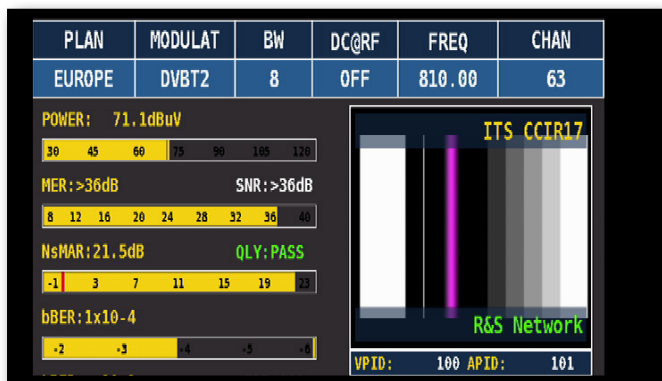 PLAN MODULAT BW DC@RF FREQ CHAN
EUROPE DVBT2 8 OFF 810.00 63
POWER: 71.1dBuV
30 45 60 75 90 105 120
ITS CCIR17
MER:>36dB SNR:>36dB
8 12 16 20 24 28 32 36 40
NsMAR:21.5dB QLY:PASS
-1 3 7 11 15 19 23
bBER:1x10-4
-2 -3 -4 -5 -6
R&S Network
VPID: 100 APID: 101